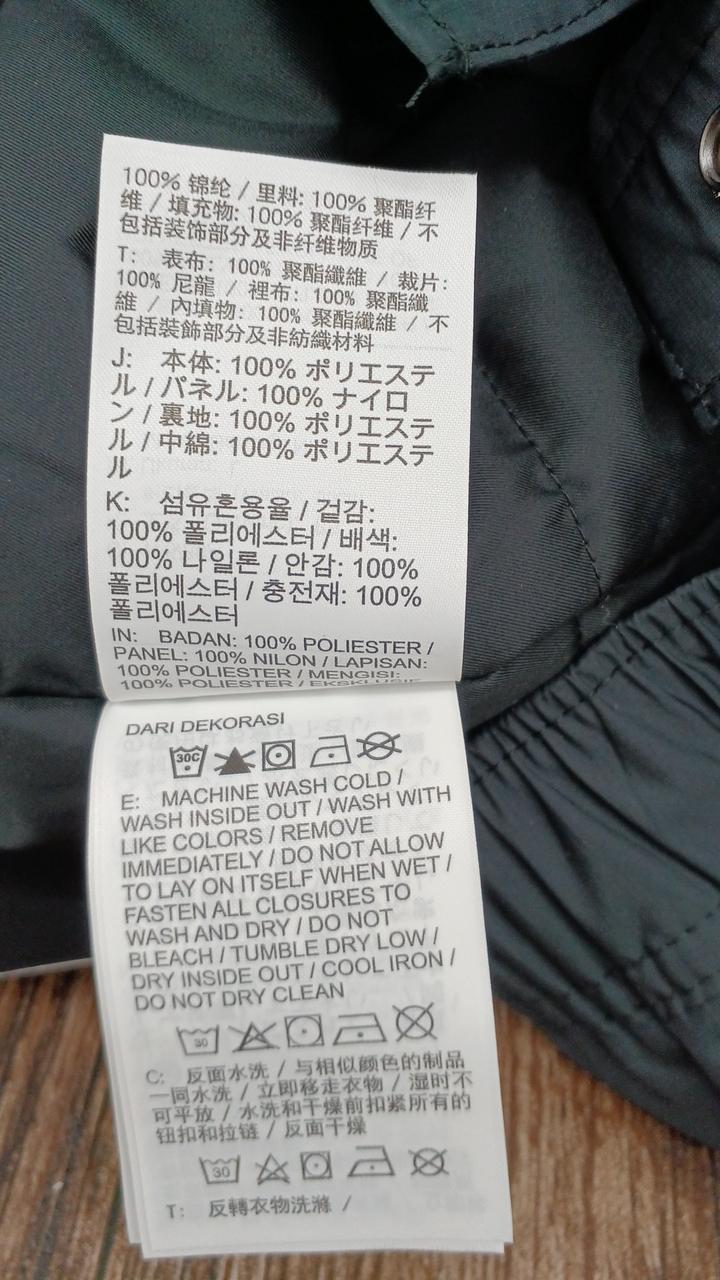 100% 锦纶 / 里料: 100% 聚酯纤
维 / 填充物: 100% 聚酯纤维 / 不
包括装饰部分及非纤维物质
T: 表布: 100% 聚酯纖維 / 裁片:
100% 尼龍 / 裡布: 100% 聚酯纖
維 / 內填物: 100% 聚酯纖維 / 不
包括裝飾部分及非紡織材料
J: 本体: 100% ポリエステ
ル / パネル: 100% ナイロ
ン / 裏地: 100% ポリエステ
ル / 中綿: 100% ポリエステ
ル
K: 섬유혼용율 / 겉감:
100% 폴리에스터 / 배색:
100% 나일론 / 안감: 100%
폴리에스터 / 충전재: 100%
폴리에스터
IN: BADAN: 100% POLIESTER /
PANEL: 100% NILON / LAPISAN:
100% POLIESTER / MENGISI:
100% POLIESTER / EKSKLUSIF
DARI DEKORASI
30C
E: MACHINE WASH COLD /
WASH INSIDE OUT / WASH WITH
LIKE COLORS / REMOVE
IMMEDIATELY / DO NOT ALLOW
TO LAY ON ITSELF WHEN WET /
FASTEN ALL CLOSURES TO
WASH AND DRY / DO NOT
BLEACH / TUMBLE DRY LOW /
DRY INSIDE OUT / COOL IRON /
DO NOT DRY CLEAN
30
C: 反面水洗 / 与相似颜色的制品
一同水洗 / 立即移走衣物 / 湿时不
可平放 / 水洗和干燥前扣紧所有的
钮扣和拉链 / 反面干燥
30
T: 反轉衣物洗滌 /